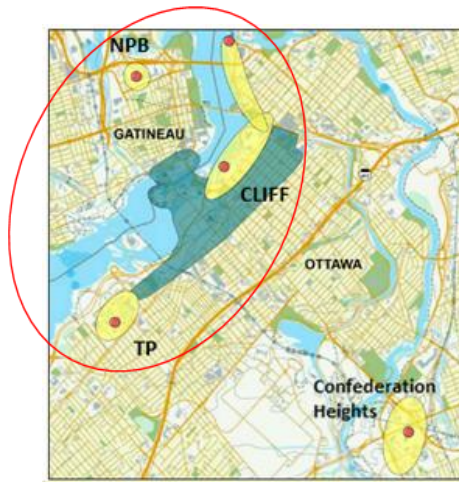 NPB
GATINEAU
CLIFF
OTTAWA
TP
Confederation
Heights